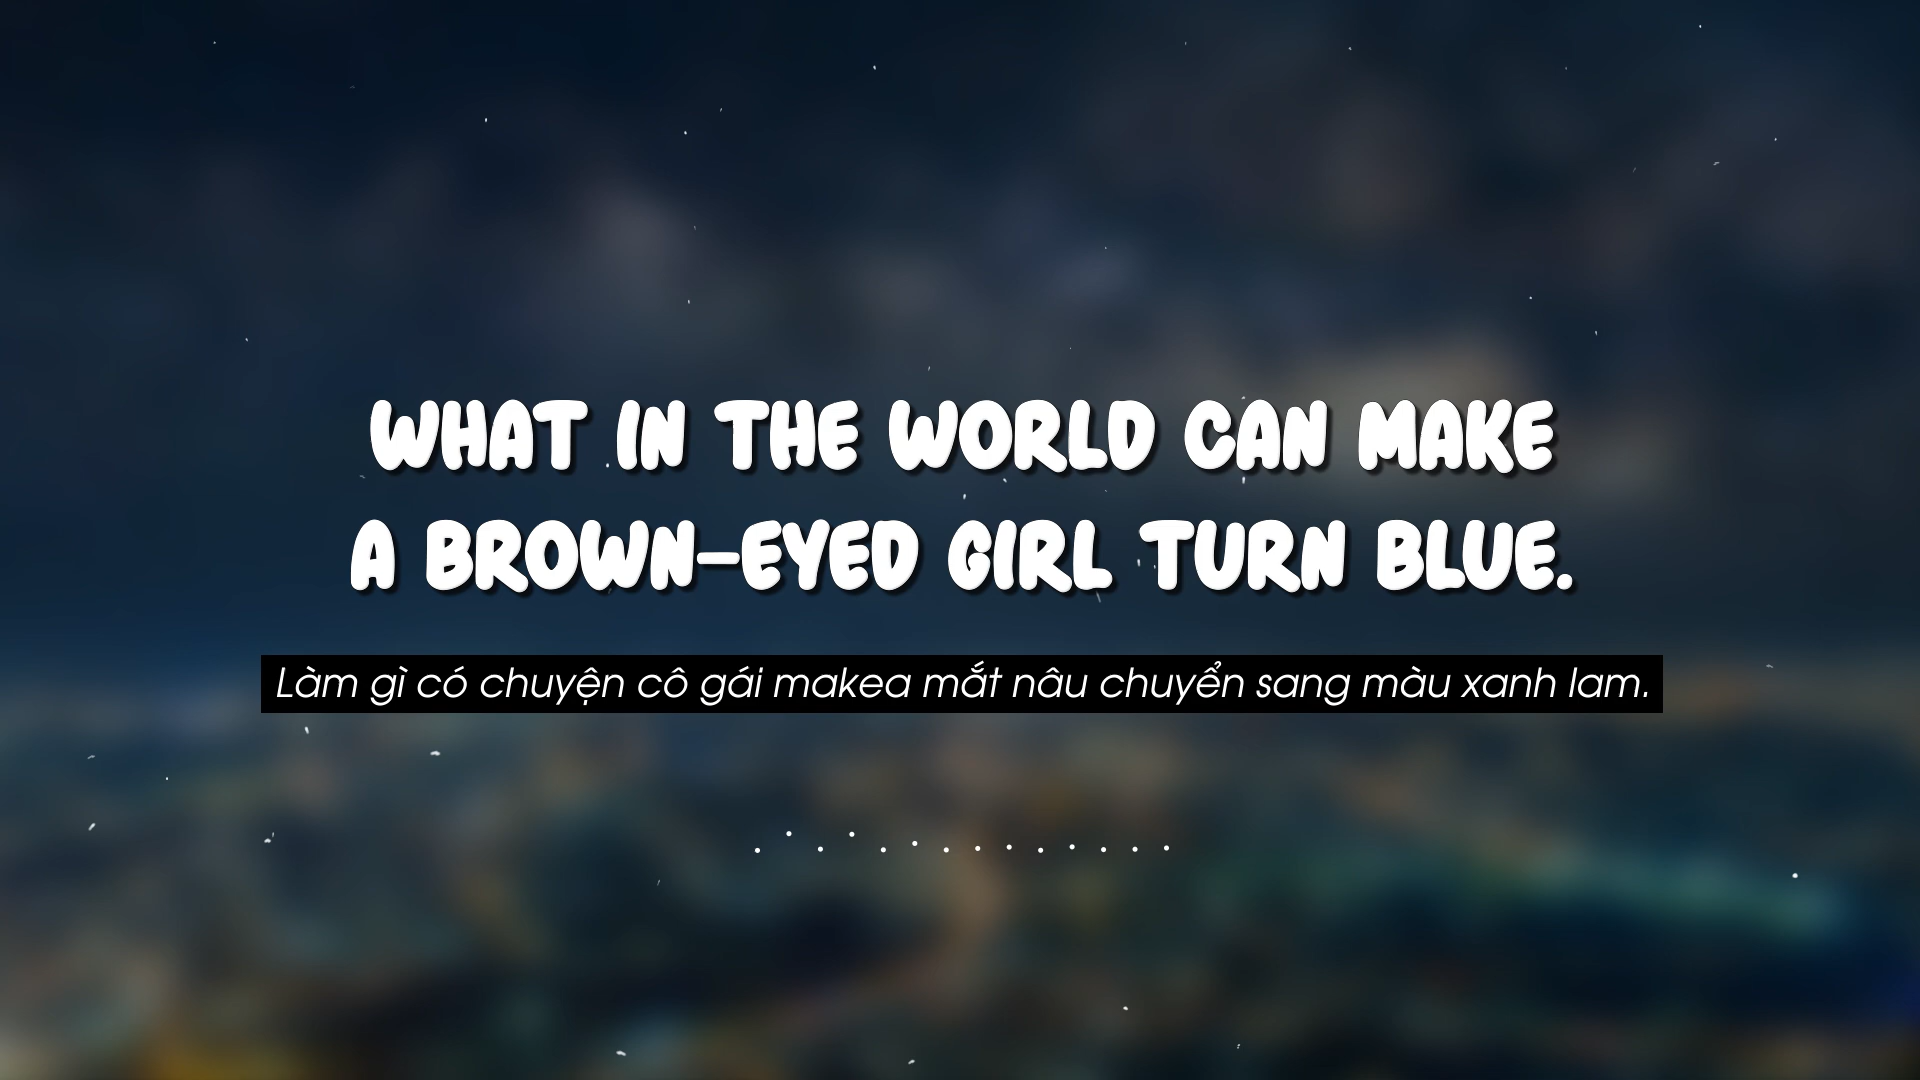 WHAT IN THE WORLD CAN MAKE
A BROWN-EYED GIRL TURN BLUE.
Làm gì có chuyện cô gái makea mắt nâu chuyển sang màu xanh lam.